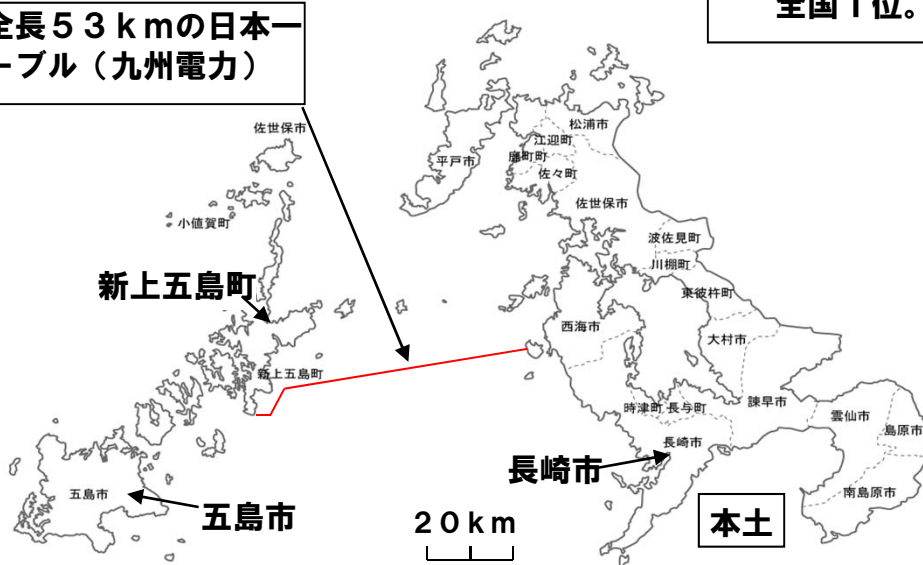 全長５３ｋｍの日本一
ーブル（九州電力）
全国１位。
佐世保市
松浦市
江迎町
平戸市
鹿町町
佐々町
佐世保市
小値賀町
波佐見町
川棚町
新上五島町
東彼杵町
西海市
大村市
新上五島町
時津町
長与町
諫早市
雲仙市
島原市
長崎市
長崎市
五島市
南島原市
五島市
２０ｋｍ
本土